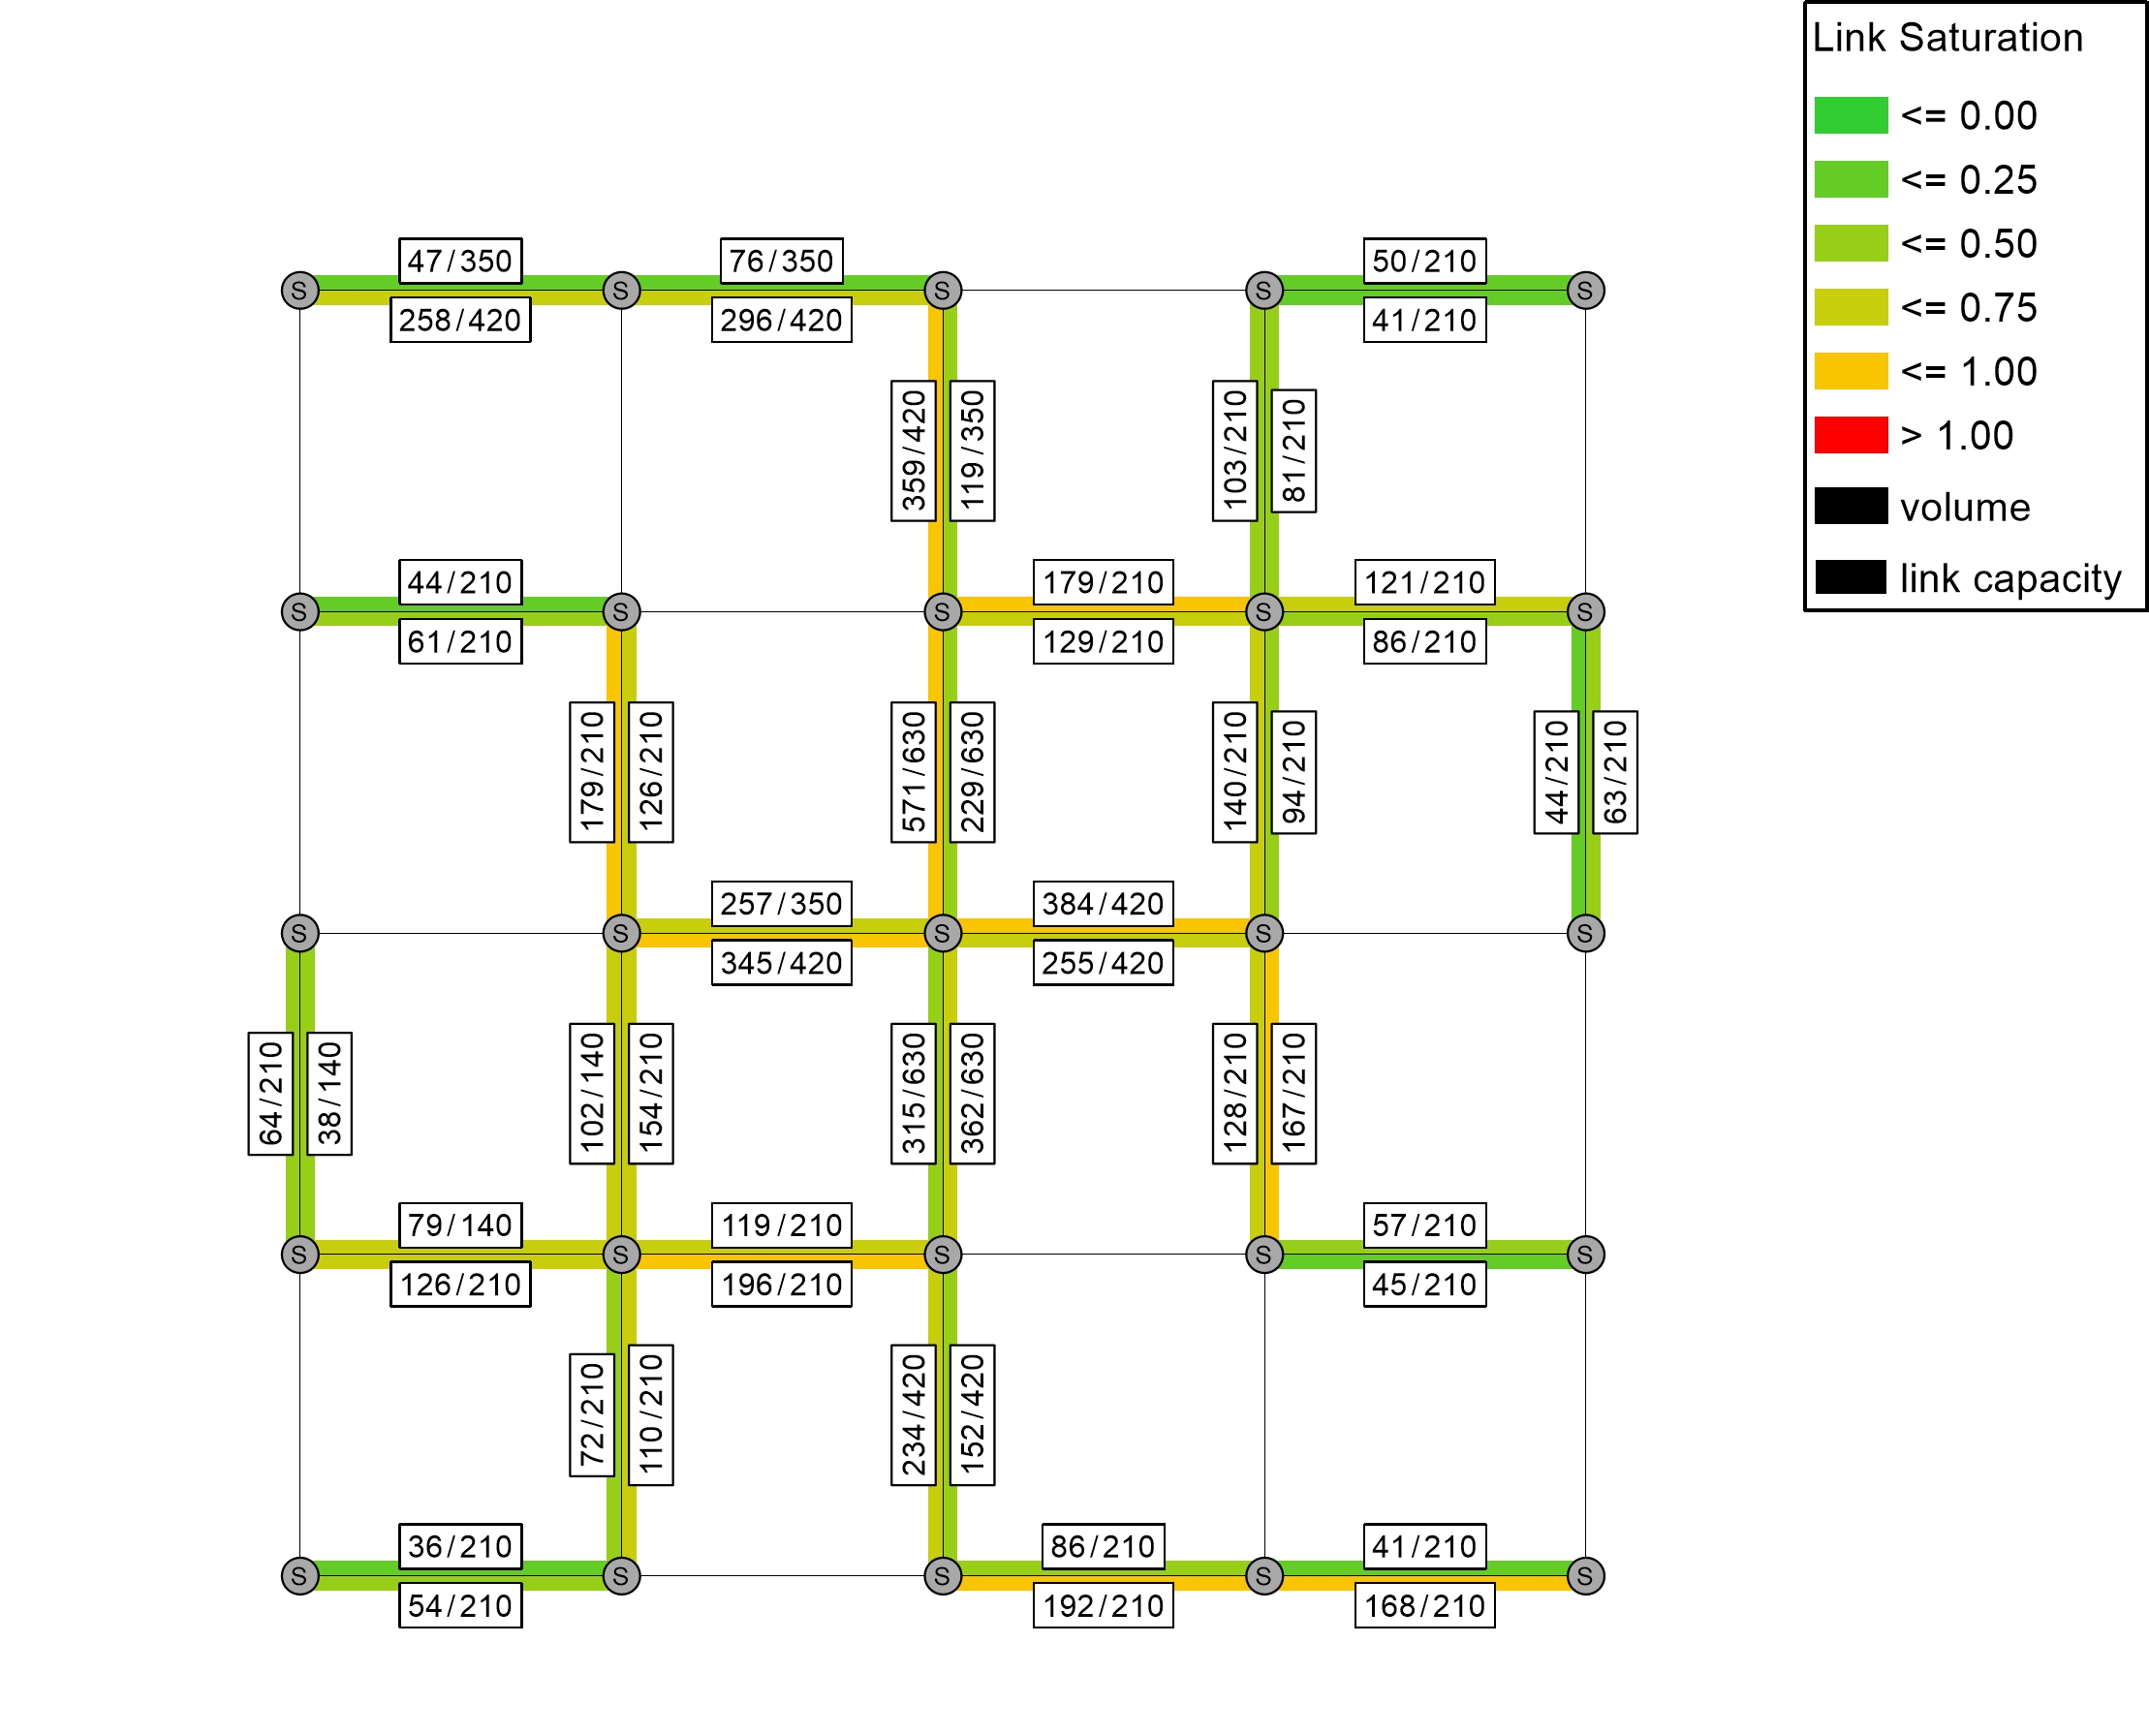 Link Saturation
<= 0.00
<= 0.25
<= 0.50
<= 0.75
<= 1.00
> 1.00
volume
link capacity
47/350
76/350
50/210
S
S
S
S
S
258/420
296/420
41/210
359/420
119/350
103/210
81/210
44/210
179/210
121/210
S
S
S
S
S
61/210
129/210
86/210
179/210
126/210
571/630
229/630
140/210
94/210
44/210
63/210
257/350
384/420
S
S
S
S
S
345/420
255/420
64/210
38/140
102/140
154/210
315/630
362/630
128/210
167/210
79/140
119/210
57/210
S
S
S
S
S
126/210
196/210
45/210
72/210
110/210
234/420
152/420
36/210
86/210
41/210
S
S
S
S
S
54/210
192/210
168/210